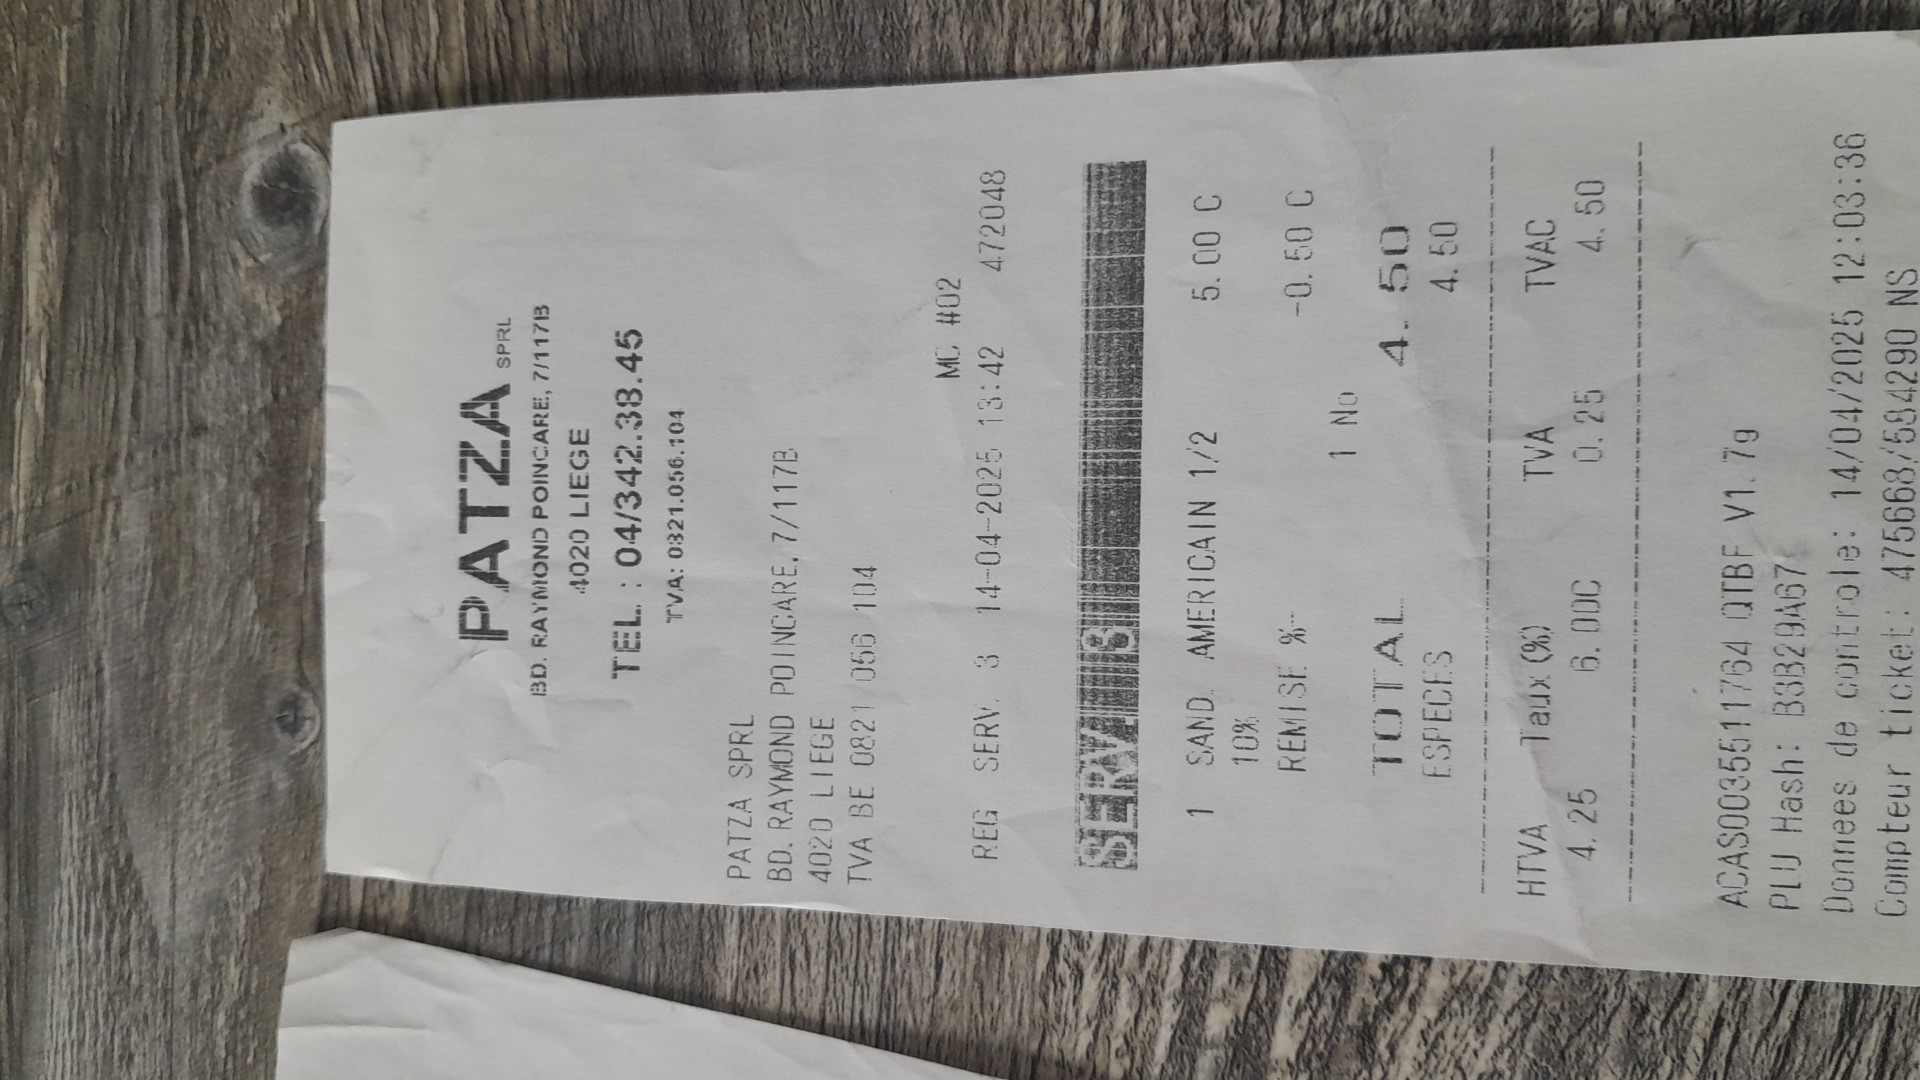 PATZA SPRL
BD. RAYMOND POINCARE, 7/117B
4020 LIEGE
TEL. : 04/342.38.45
TVA: 0821.056.104
PATZA SPRL
BD. RAYMOND POINCARE, 7/117B
4020 LIEGE
TVA BE 0821 056 104
MC #02
REG SERV. 3 14-04-2025 13:42 472048
SERV. 3
1 SAND. AMERICAIN 1/2 5.00 C
10%
REMISE %- -0.50 C
1 No
TOTAL 4.50
ESPECES 4.50
HTVA Taux(%) TVA TVAC
4.25 6.00C 0.25 4.50
ACAS0035511764 QTBF V1.7g
PLU Hash: B3B29A67
Donnees de controle: 14/04/2025 12:03:36
Compteur ticket: 475668/584290 NS